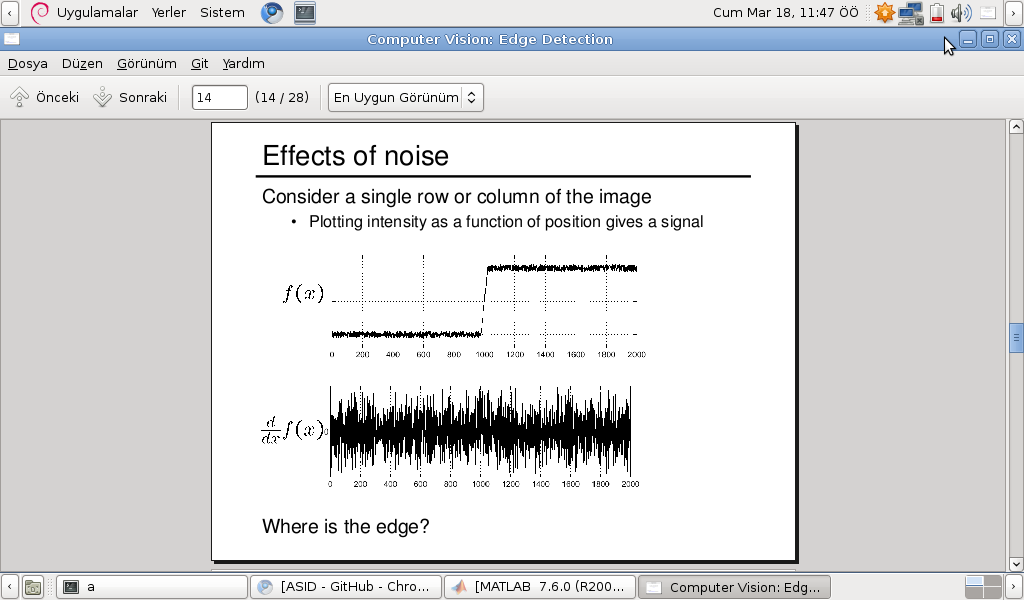 Uygulamalar Yerler Sistem Cum Mar 18, 11:47 ÖÖ
Computer Vision: Edge Detection
Dosya Düzen Görünüm Git Yardım
Önceki Sonraki 14 (14 / 28) En Uygun Görünüm
Effects of noise
Consider a single row or column of the image
• Plotting intensity as a function of position gives a signal
f(x)
0 200 400 600 800 1000 1200 1400 1600 1800 2000
d/dx f(x) 0
0 200 400 600 800 1000 1200 1400 1600 1800 2000
Where is the edge?
a [ASID - GitHub - Chro... [MATLAB 7.6.0 (R200... Computer Vision: Edg...